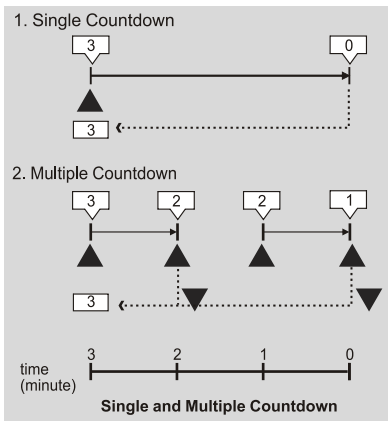 1. Single Countdown
3 0
3
2. Multiple Countdown
3 2 2 1
3
3 2 1 0
time
(minute)
Single and Multiple Countdown